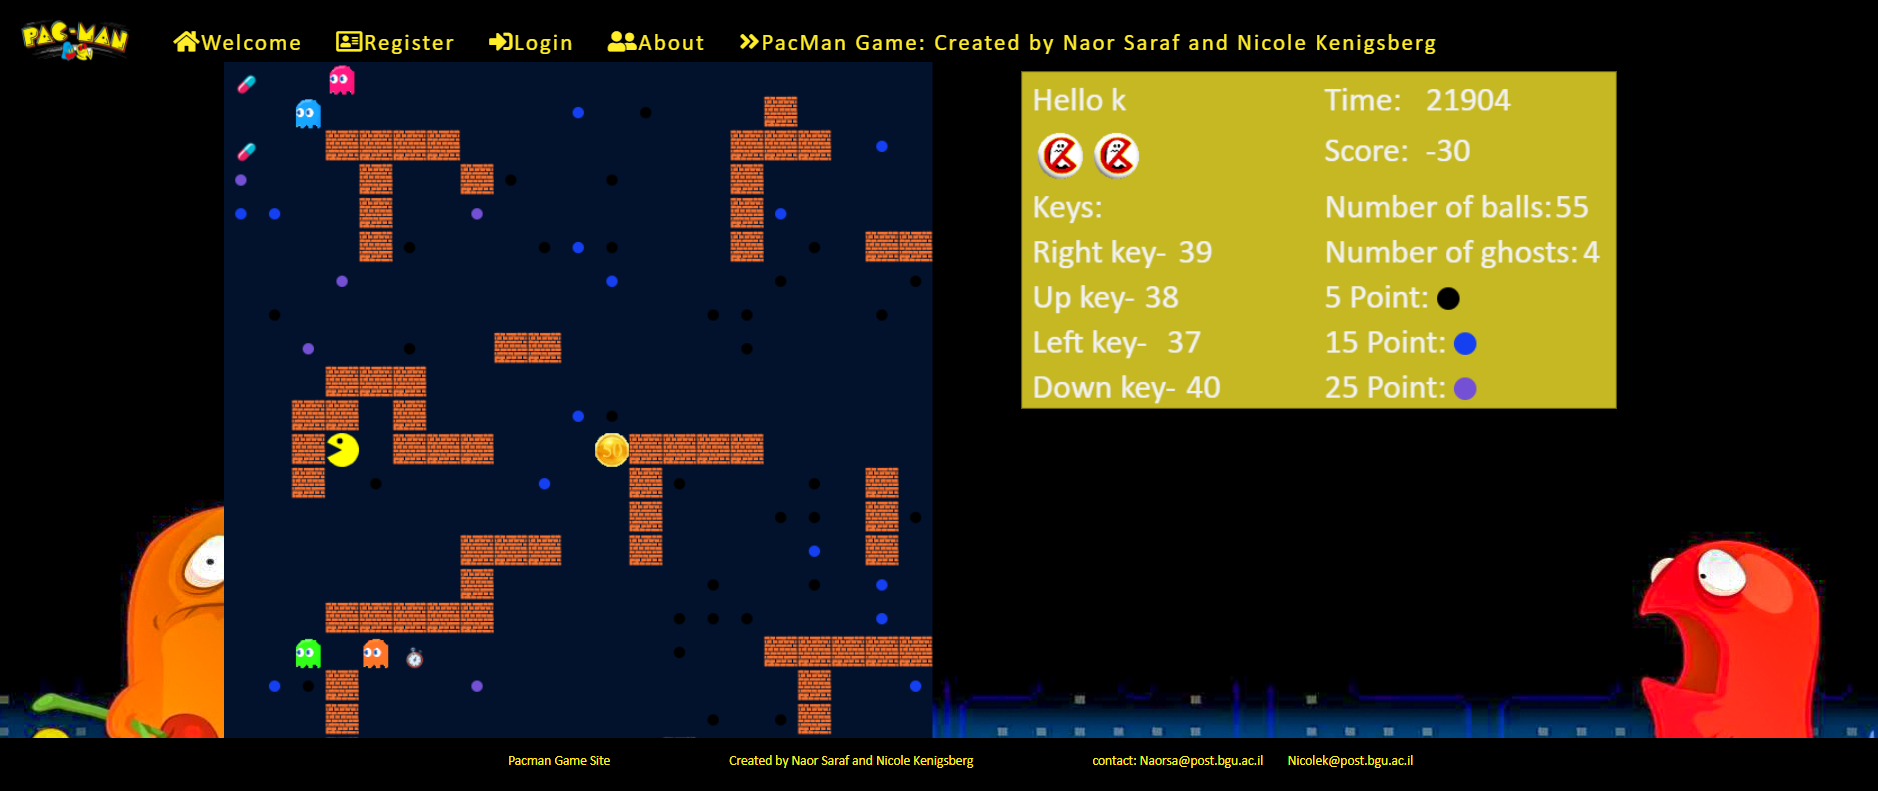 PAC-MAN
Welcome Register Login About PacMan Game: Created by Naor Saraf and Nicole Kenigsberg
Hello k
Time: 21904
Score: -30
Keys:
Number of balls: 55
Right key- 39
Number of ghosts: 4
Up key- 38
5 Point:
Left key- 37
15 Point:
Down key- 40
25 Point:
50
Pacman Game Site Created by Naor Saraf and Nicole Kenigsberg contact: Naorsa@post.bgu.ac.il Nicolek@post.bgu.ac.il